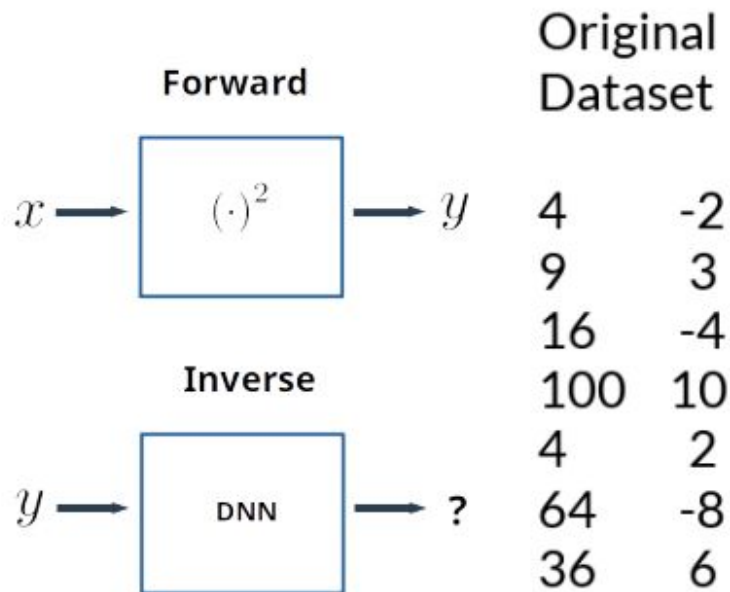 Forward
x
(·)²
y
Inverse
y
DNN
?
Original
Dataset
4 -2
9 3
16 -4
100 10
4 2
64 -8
36 6